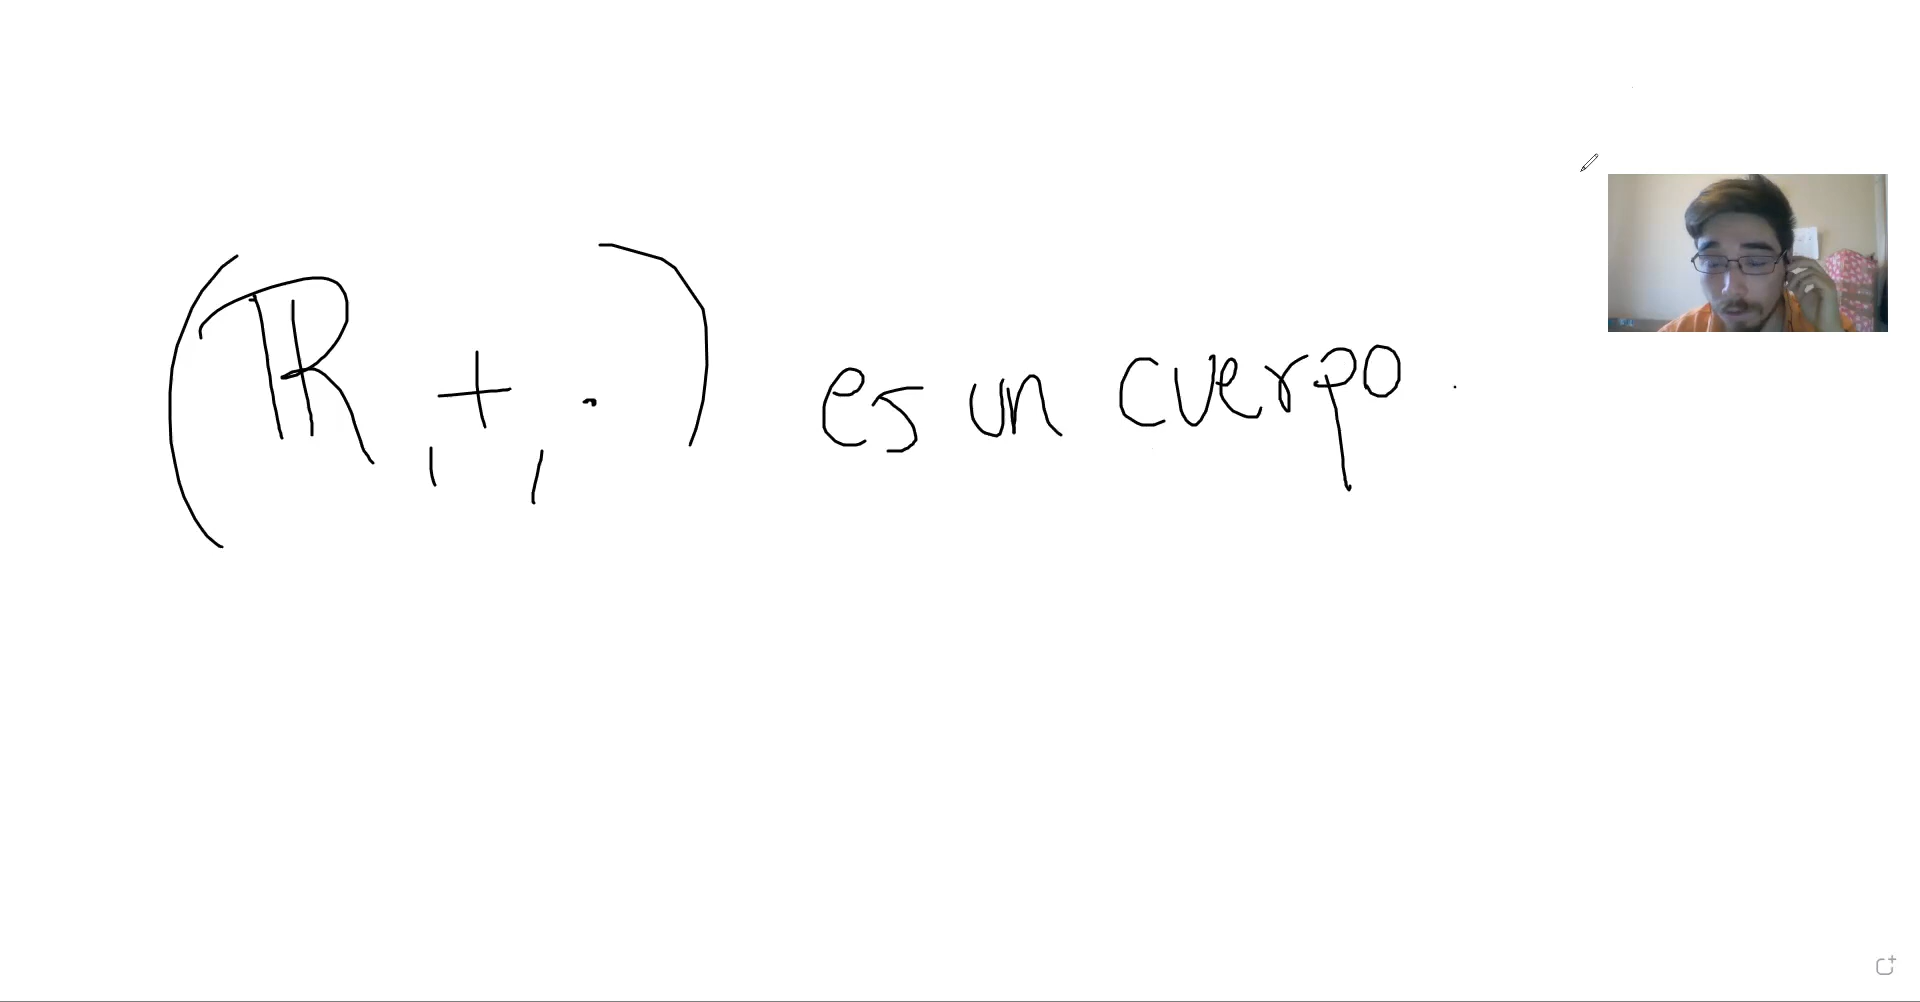 (ℝ, +, ·) es un cuerpo.